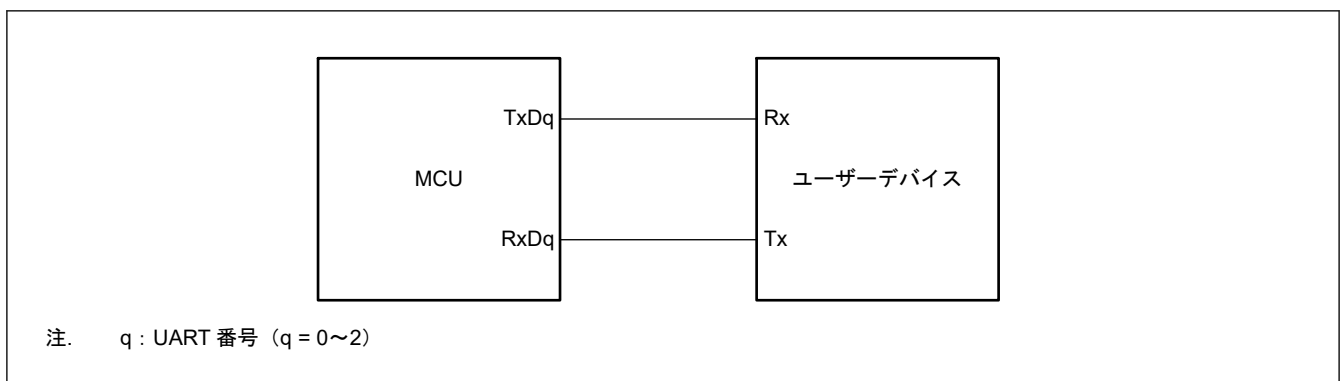 TxDq
Rx
MCU
ユーザーデバイス
RxDq
Tx
注. q：UART 番号（q = 0～2）